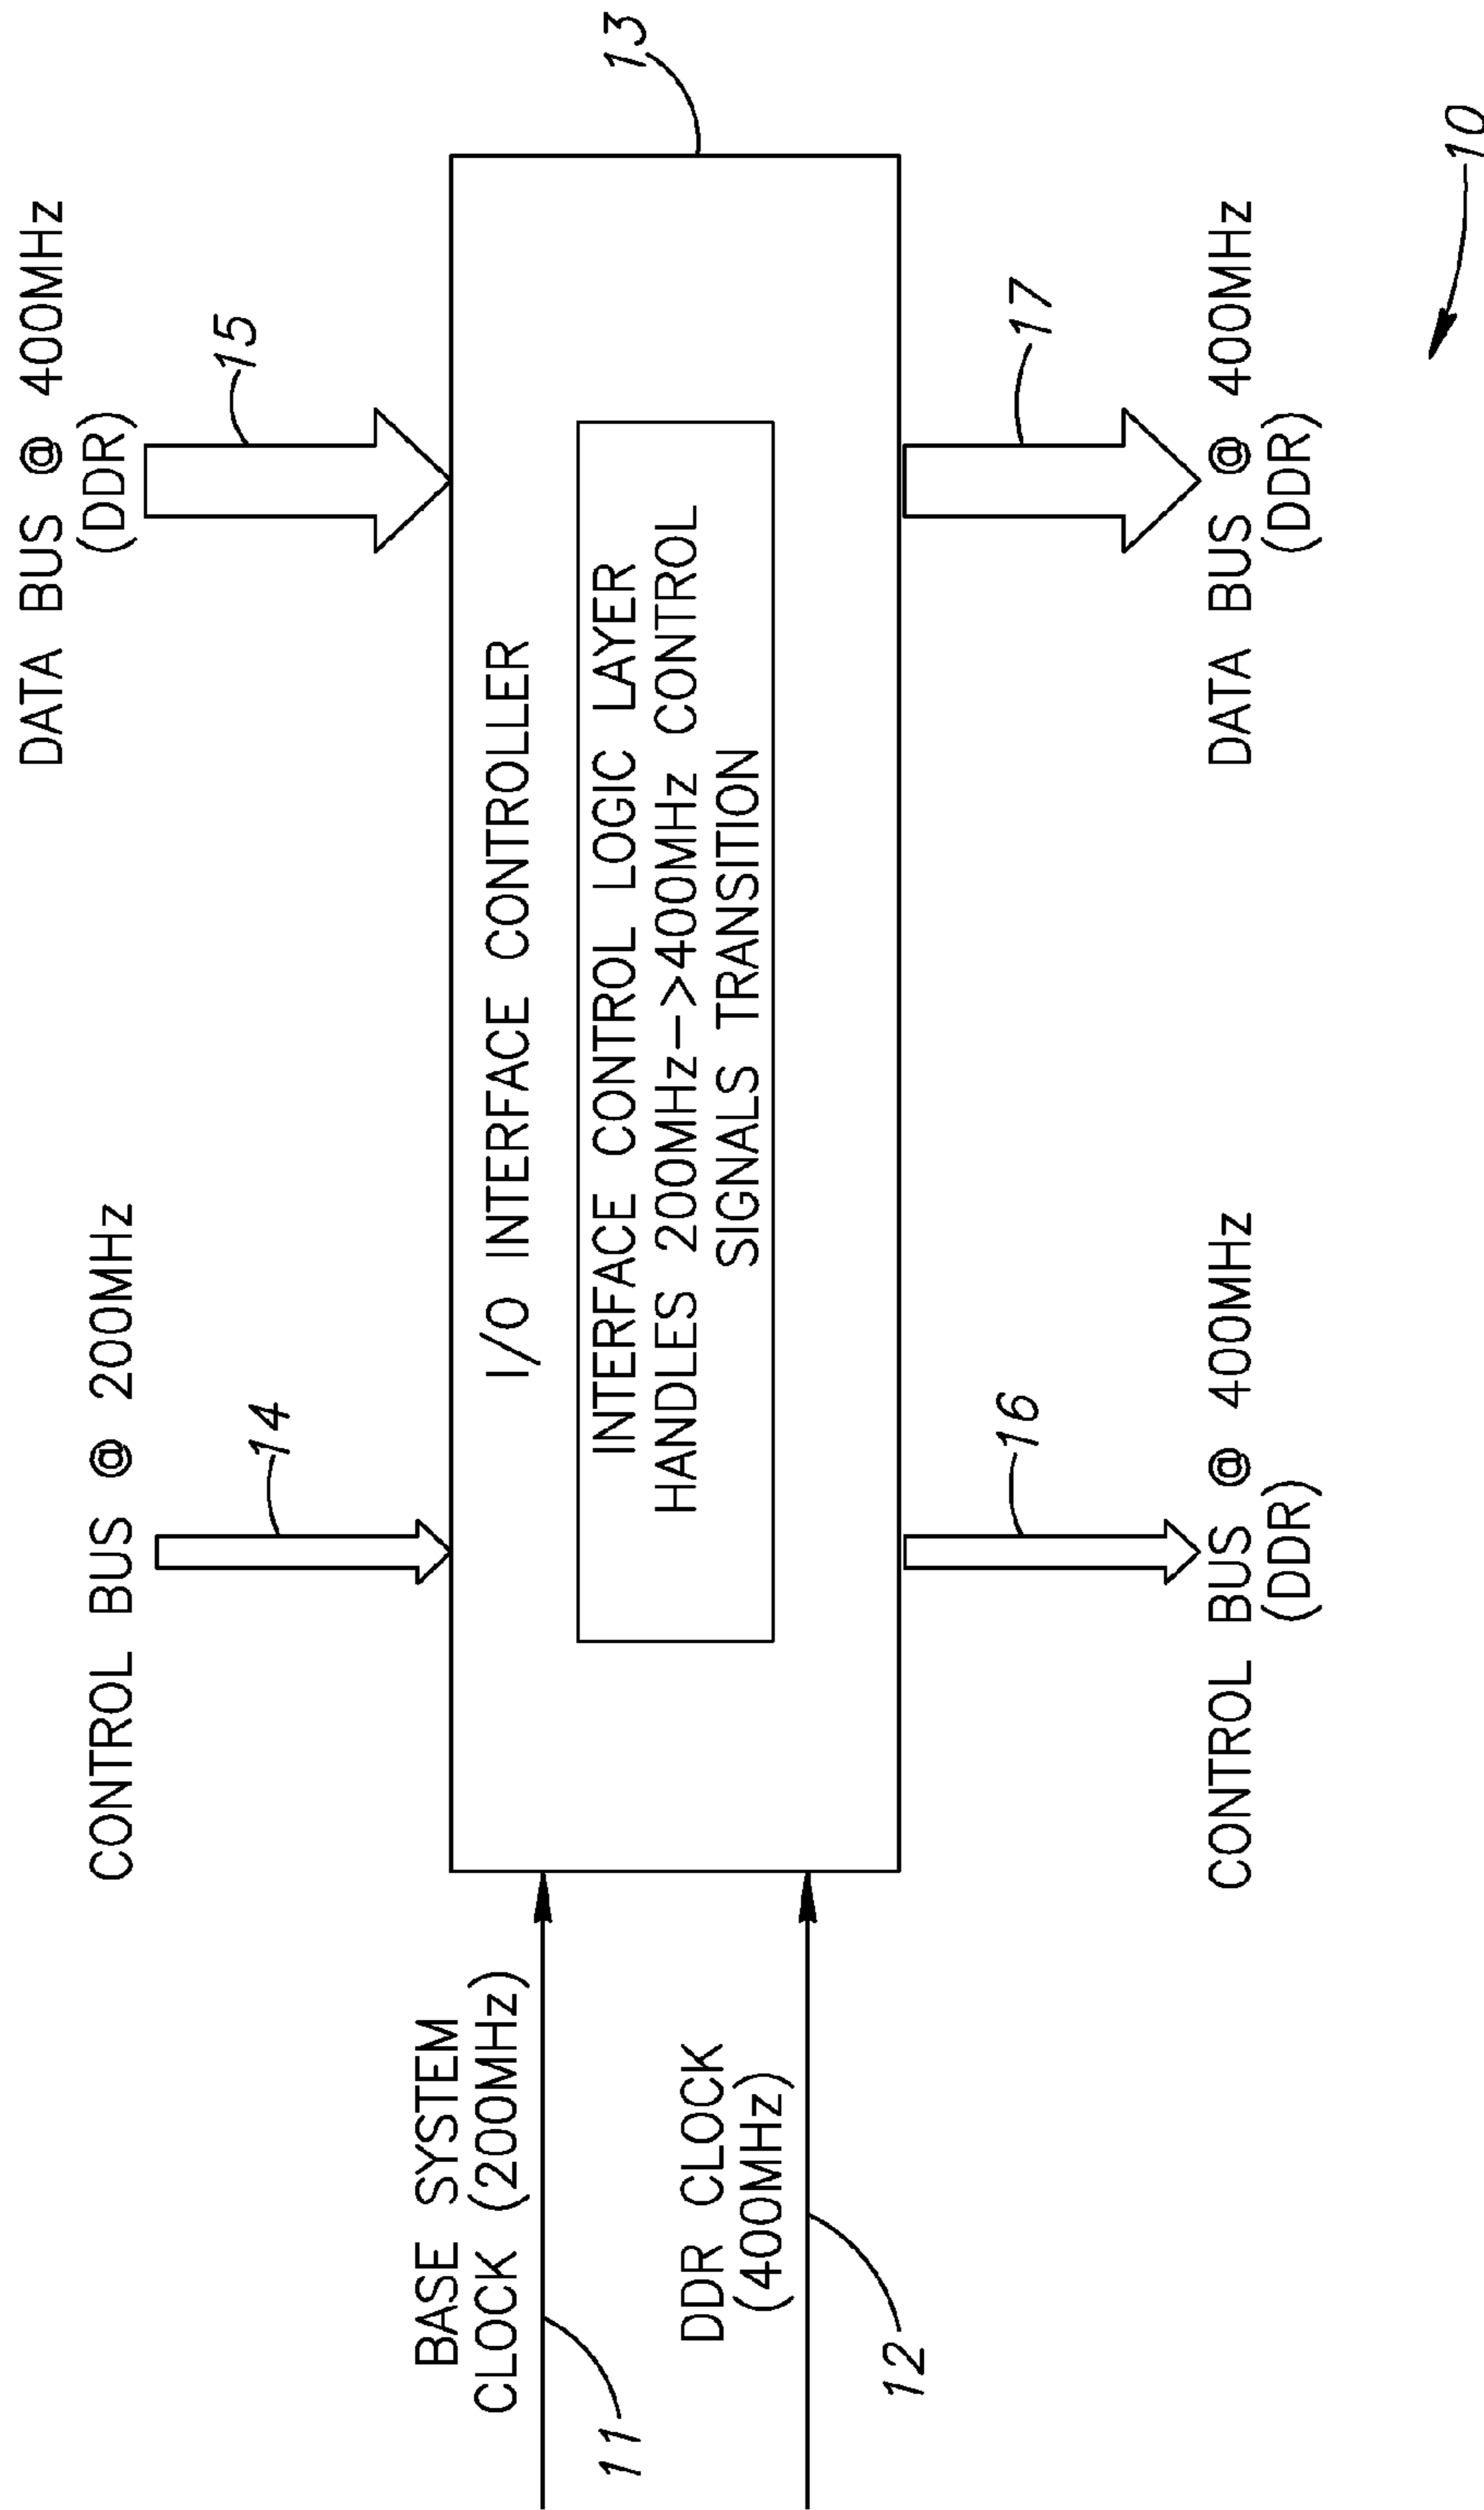 CONTROL BUS @ 200MHz
DATA BUS @ 400MHz
(DDR)
14
15
13
BASE SYSTEM
CLOCK (200MHz)
11
DDR CLOCK
(400MHz)
12
I/O INTERFACE CONTROLLER
INTERFACE CONTROL LOGIC LAYER
HANDLES 200MHz->400MHz CONTROL
SIGNALS TRANSITION
16
17
CONTROL BUS @ 400MHz
(DDR)
DATA BUS @ 400MHz
(DDR)
10